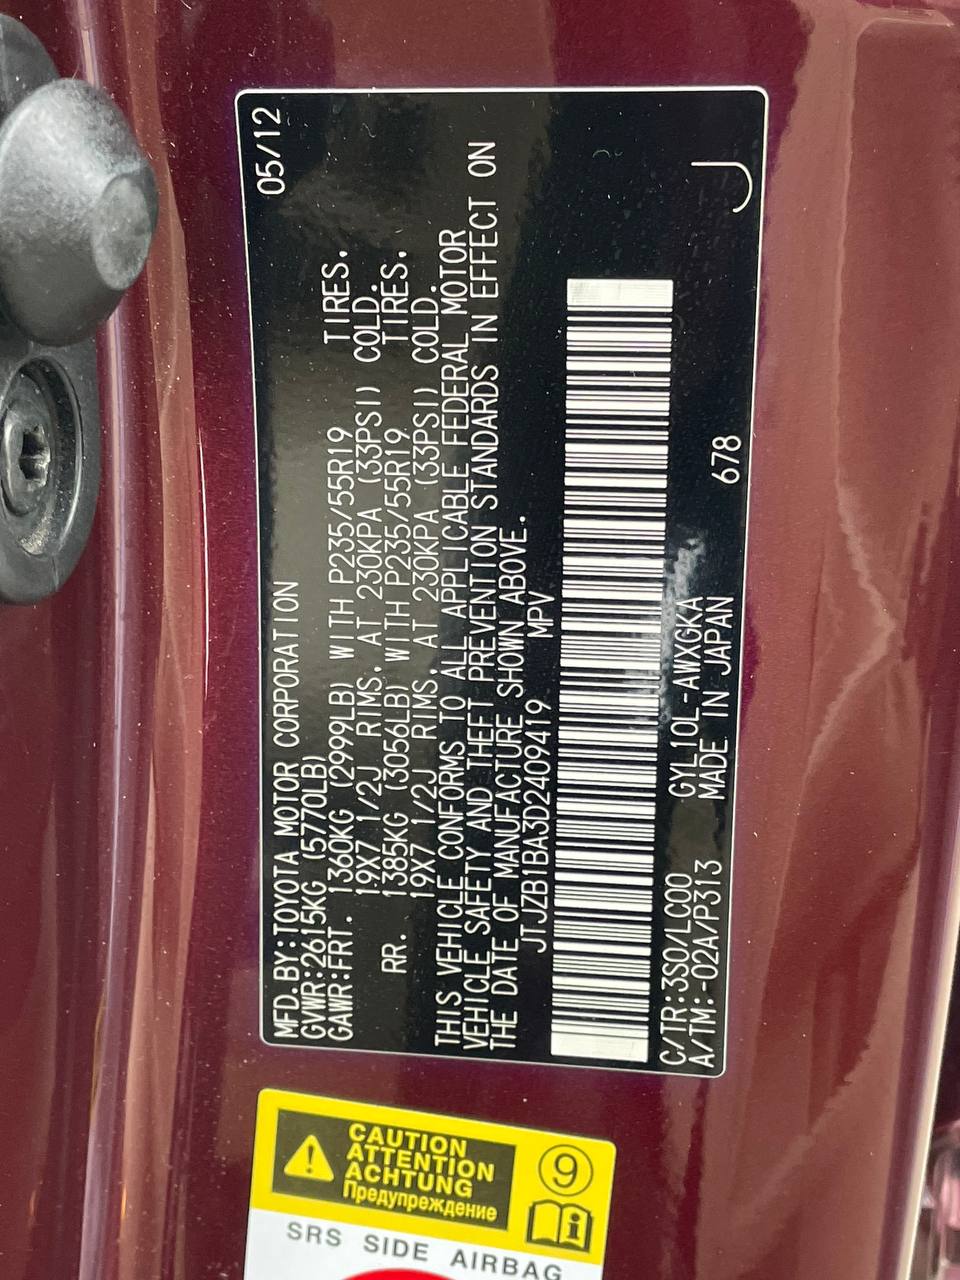 05/12
MFD.BY:TOYOTA MOTOR CORPORATION
GVWR:2615KG (5770LB)
GAWR:FRT. 1360KG (2999LB) WITH P235/55R19 TIRES.
19X7 1/2J RIMS. AT 230KPA (33PSI) COLD.
RR. 1385KG (3056LB) WITH P235/55R19 TIRES.
19X7 1/2J RIMS. AT 230KPA (33PSI) COLD.
THIS VEHICLE CONFORMS TO ALL APPLICABLE FEDERAL MOTOR
VEHICLE SAFETY AND THEFT PREVENTION STANDARDS IN EFFECT ON
THE DATE OF MANUFACTURE SHOWN ABOVE.
JTJZB1BA3D2409419 MPV
C/TR:3S0/LC00 GYL10L-AWXGKA
A/TM:-02A/P313 MADE IN JAPAN 678
J
CAUTION
ATTENTION
ACHTUNG
Предупреждение
9
i
SRS SIDE AIRBAG